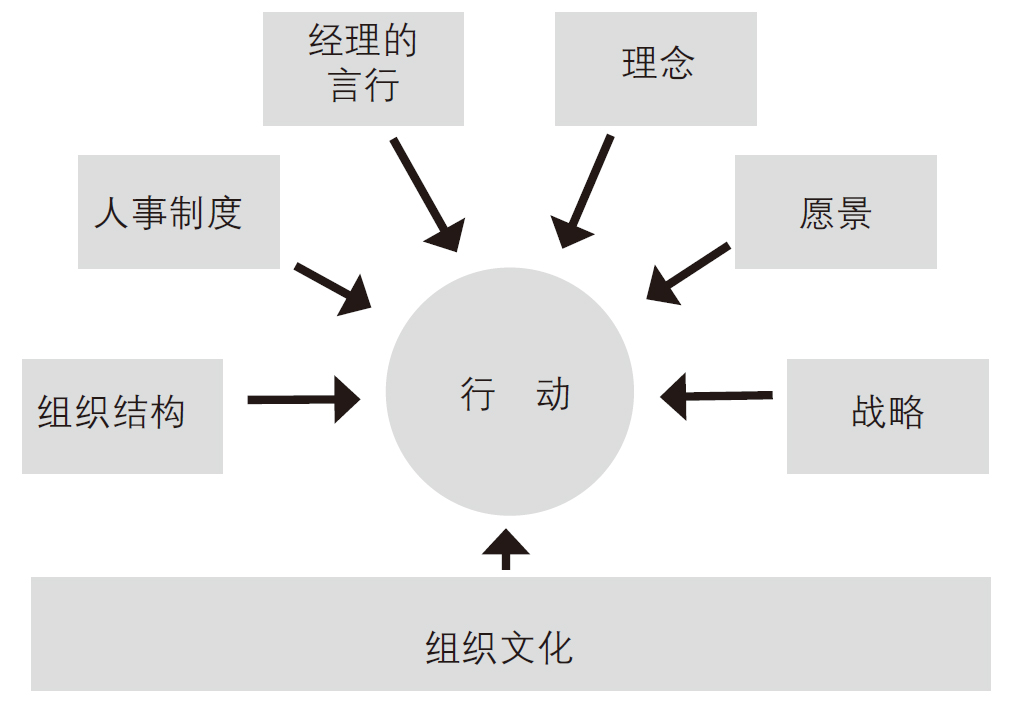 经理的
言行
理念
人事制度
愿景
组织结构
行 动
战略
组织文化